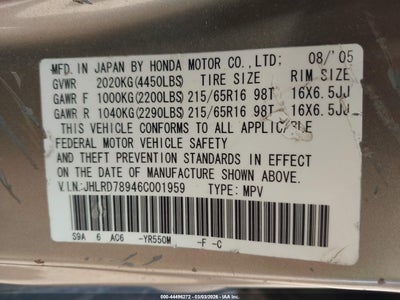 MFD. IN JAPAN BY HONDA MOTOR CO., LTD; 08/'05
GVWR 2020KG(4450LBS) TIRE SIZE RIM SIZE
GAWR F 1000KG(2200LBS) 215/65R16 98T 16X6.5JJ
GAWR R 1040KG(2290LBS) 215/65R16 98T 16X6.5JJ
THIS VEHICLE CONFORMS TO ALL APPLICABLE
FEDERAL MOTOR VEHICLE SAFETY
AND THEFT PREVENTION STANDARDS IN EFFECT
ON THE DATE OF MANUFACTURE SHOWN ABOVE.
V.I.N:JHLRD78946C001959 TYPE: MPV
S9A 6 AC6 -YR550M -F -C
000-44496272 - 01/03/2026 - IAA Holdings, LLC